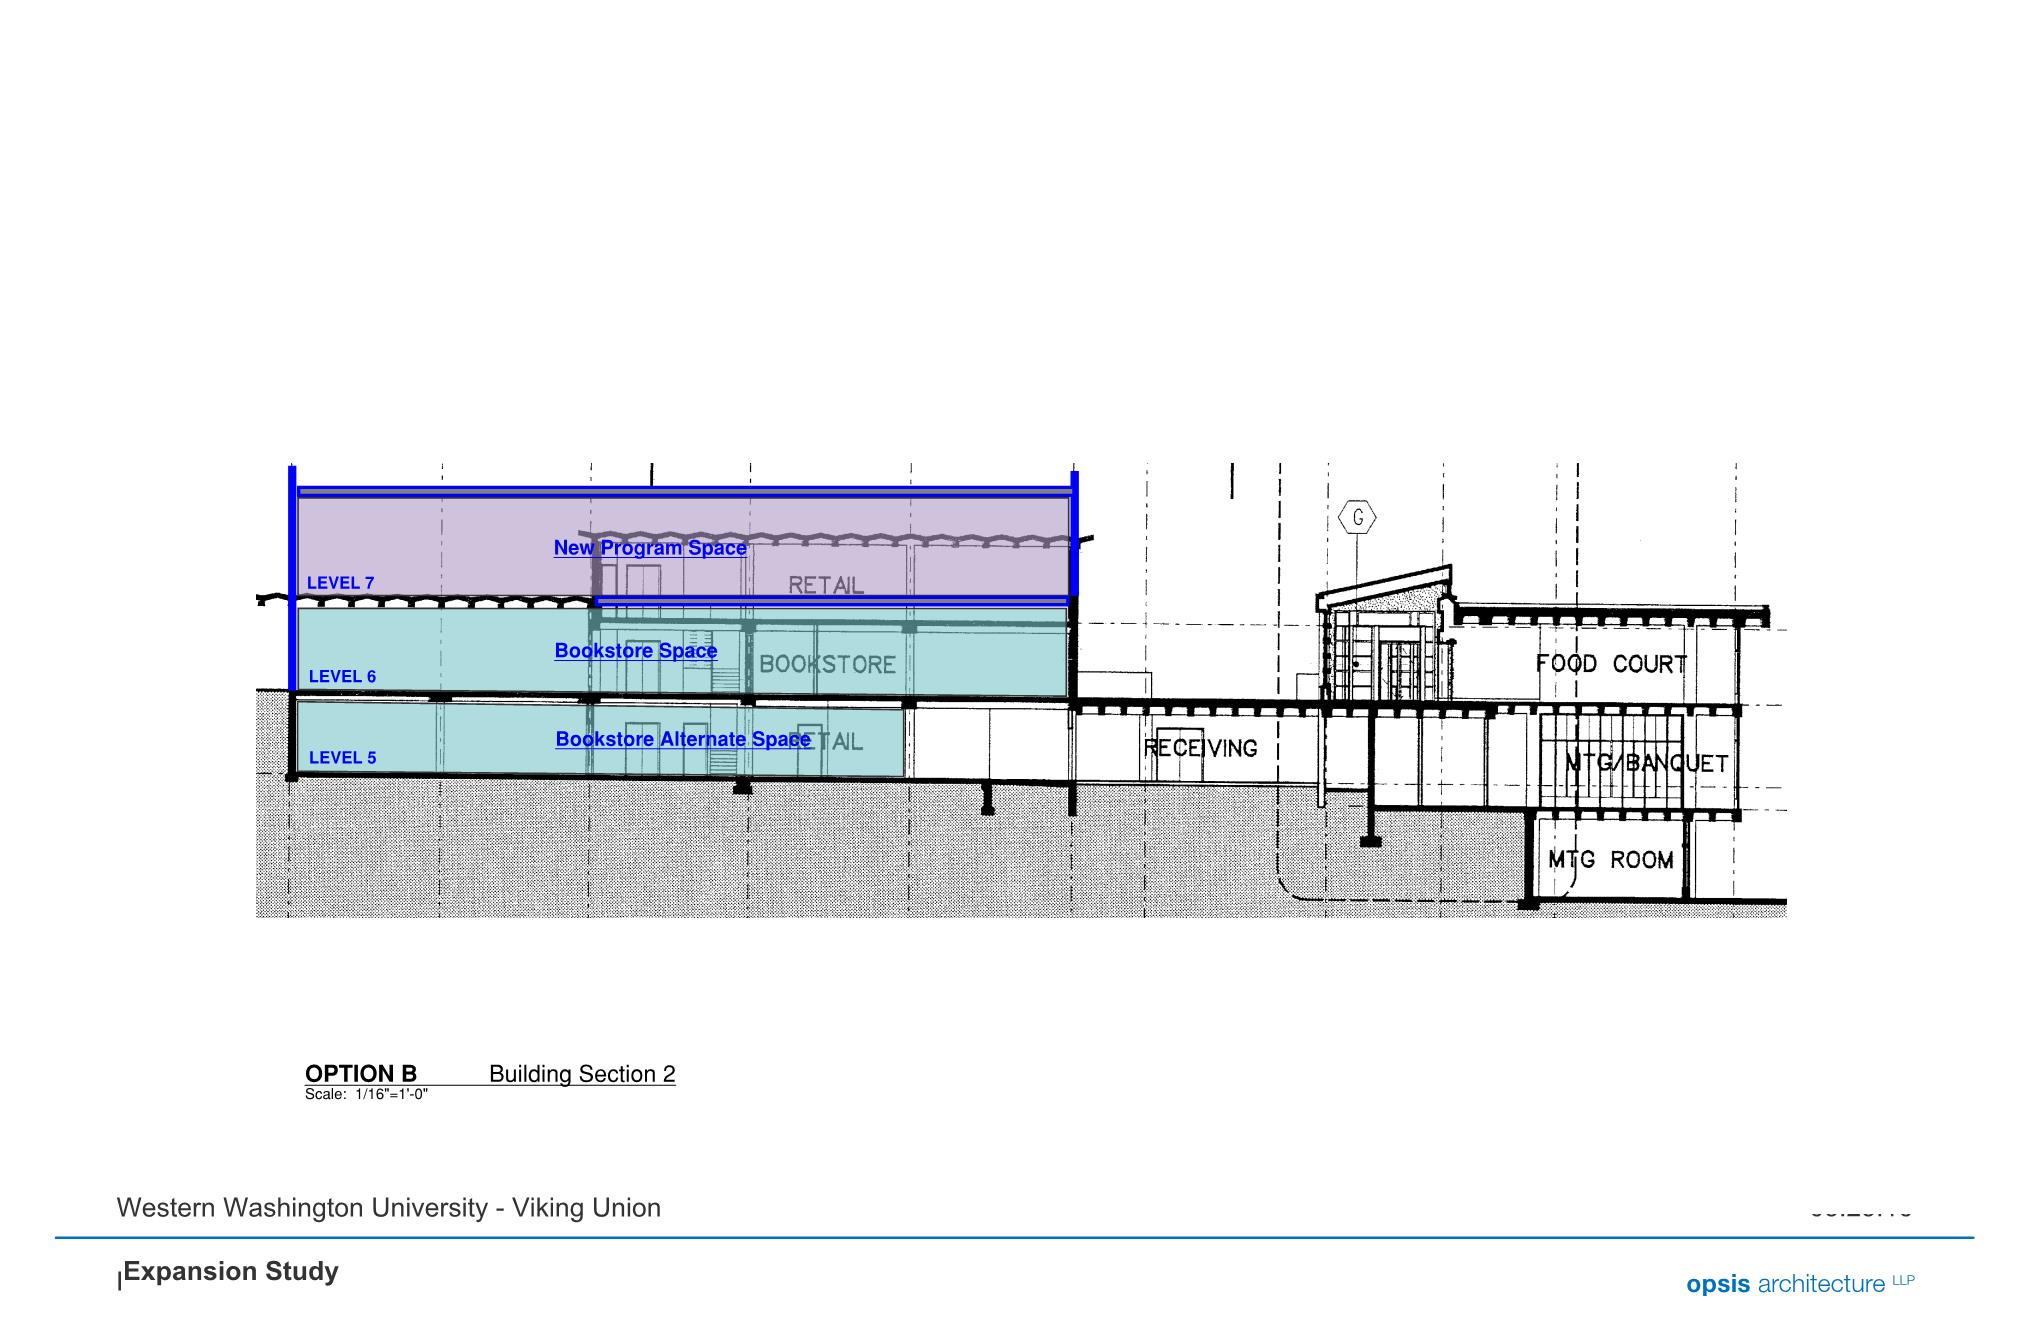 G
New Program Space
RETAIL
LEVEL 7
Bookstore Space
BOOKSTORE
LEVEL 6
FOOD COURT
Bookstore Alternate Space
RETAIL
LEVEL 5
RECEIVING
MTG/BANQUET
MTG ROOM
OPTION B Building Section 2
Scale: 1/16"=1'-0"
Western Washington University - Viking Union
Expansion Study
opsis architecture LLP